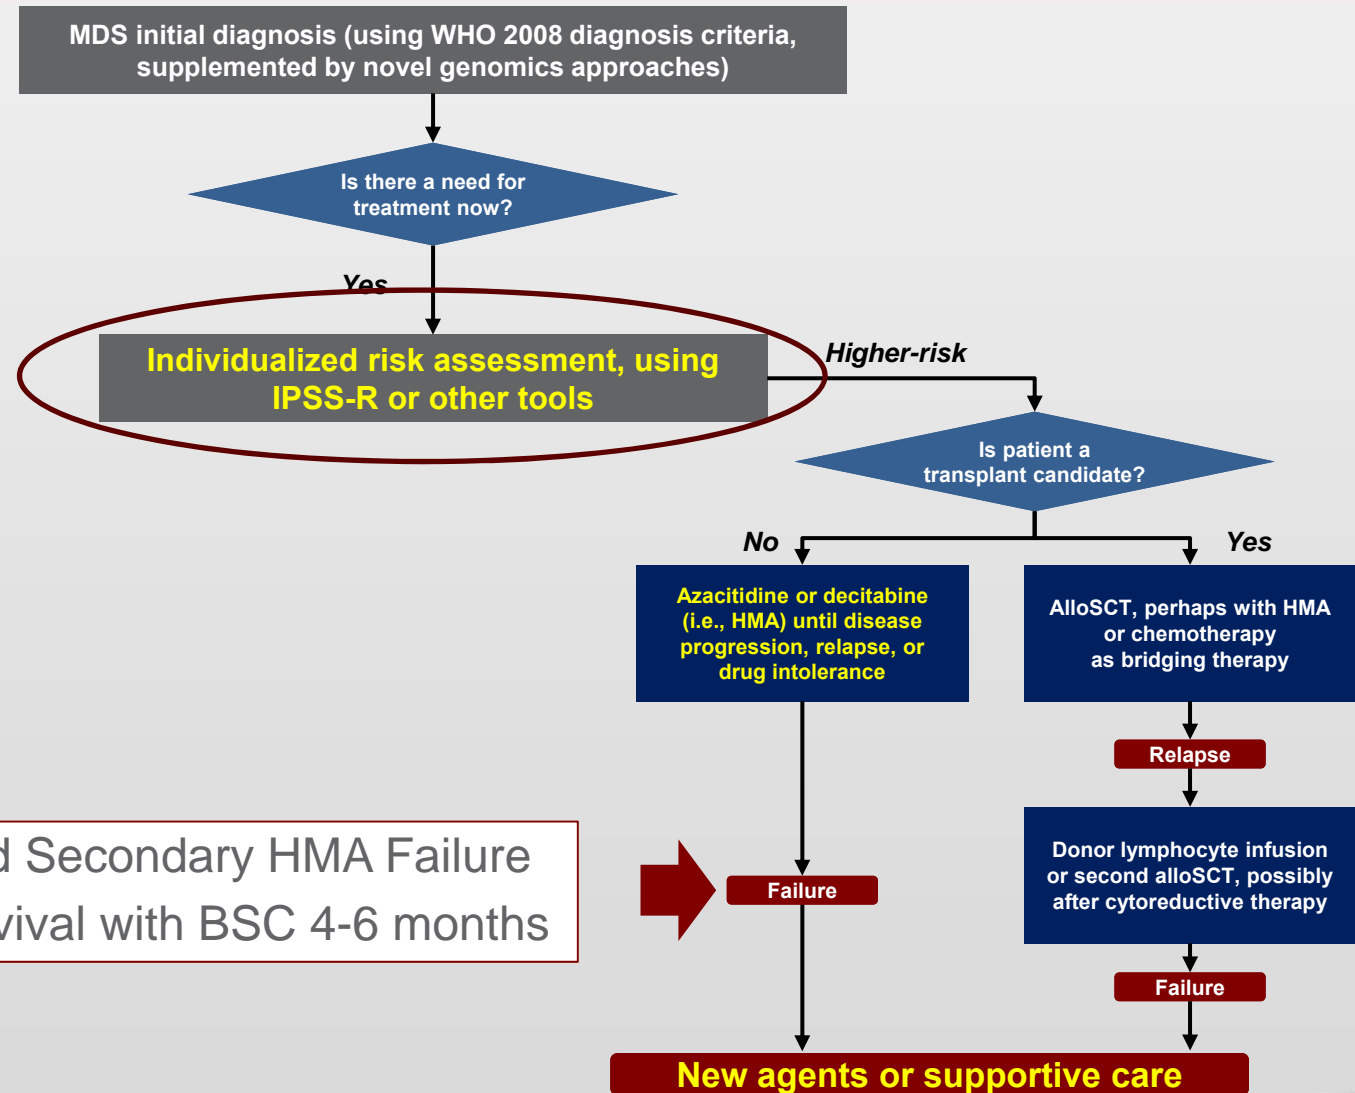 MDS initial diagnosis (using WHO 2008 diagnosis criteria,
supplemented by novel genomics approaches)
Is there a need for
treatment now?
Yes
Individualized risk assessment, using
IPSS-R or other tools
Higher-risk
Is patient a
transplant candidate?
No
Yes
Azacitidine or decitabine
(i.e., HMA) until disease
progression, relapse, or
drug intolerance
AlloSCT, perhaps with HMA
or chemotherapy
as bridging therapy
Relapse
Donor lymphocyte infusion
or second alloSCT, possibly
after cytoreductive therapy
Secondary HMA Failure
with BSC 4-6 months
Failure
Failure
New agents or supportive care